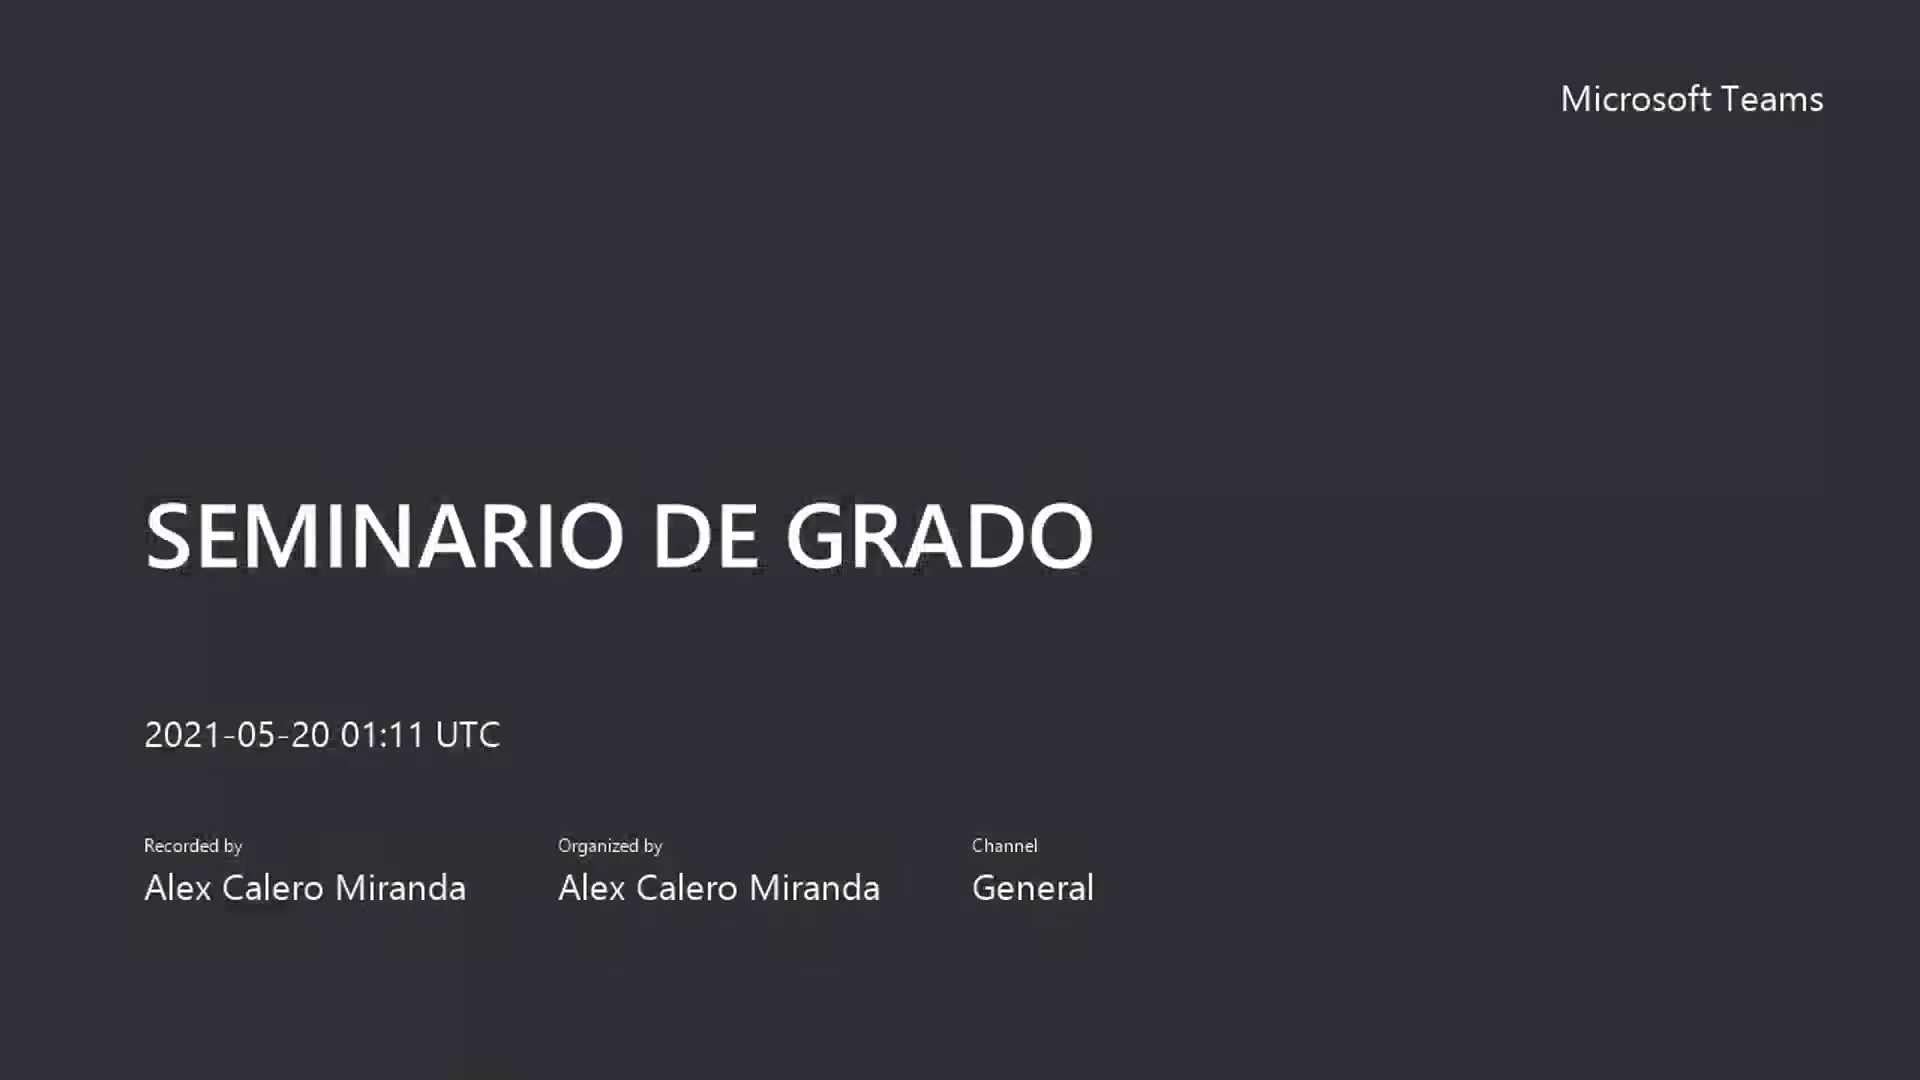 Microsoft Teams
SEMINARIO DE GRADO
2021-05-20 01:11 UTC
Recorded by
Alex Calero Miranda
Organized by
Alex Calero Miranda
Channel
General